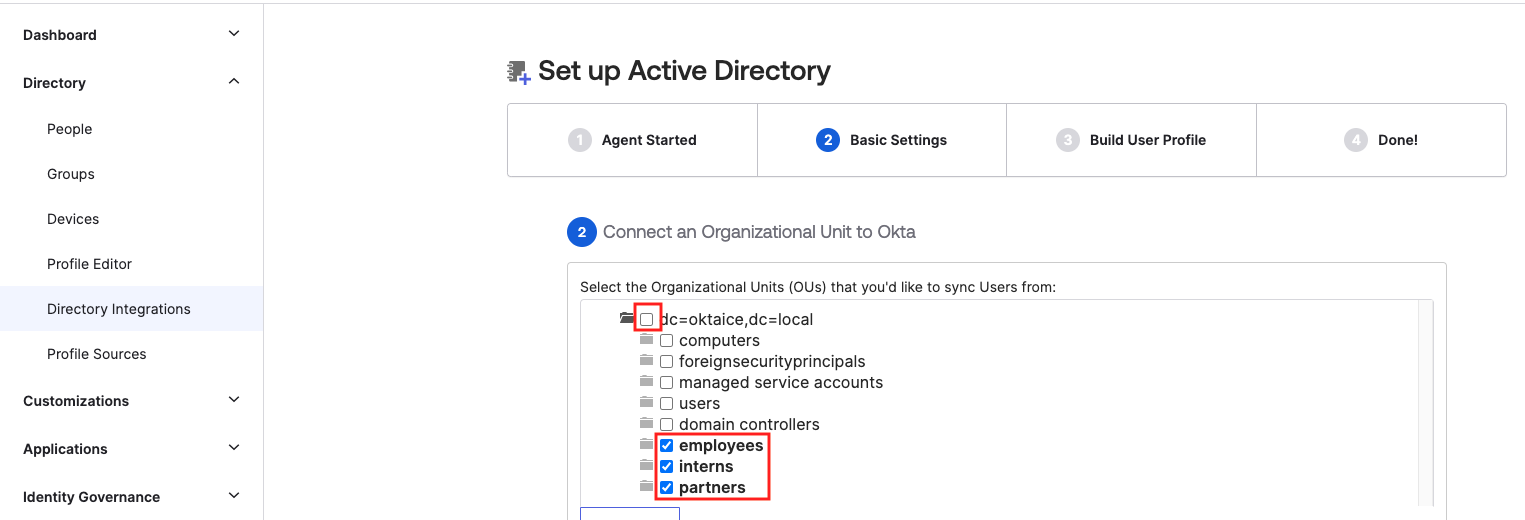 Dashboard
Directory
People
Groups
Devices
Profile Editor
Directory Integrations
Profile Sources
Customizations
Applications
Identity Governance
Set up Active Directory
1 Agent Started
2 Basic Settings
3 Build User Profile
4 Done!
2 Connect an Organizational Unit to Okta
Select the Organizational Units (OUs) that you'd like to sync Users from:
dc=oktaice,dc=local
computers
foreignsecurityprincipals
managed service accounts
users
domain controllers
employees
interns
partners